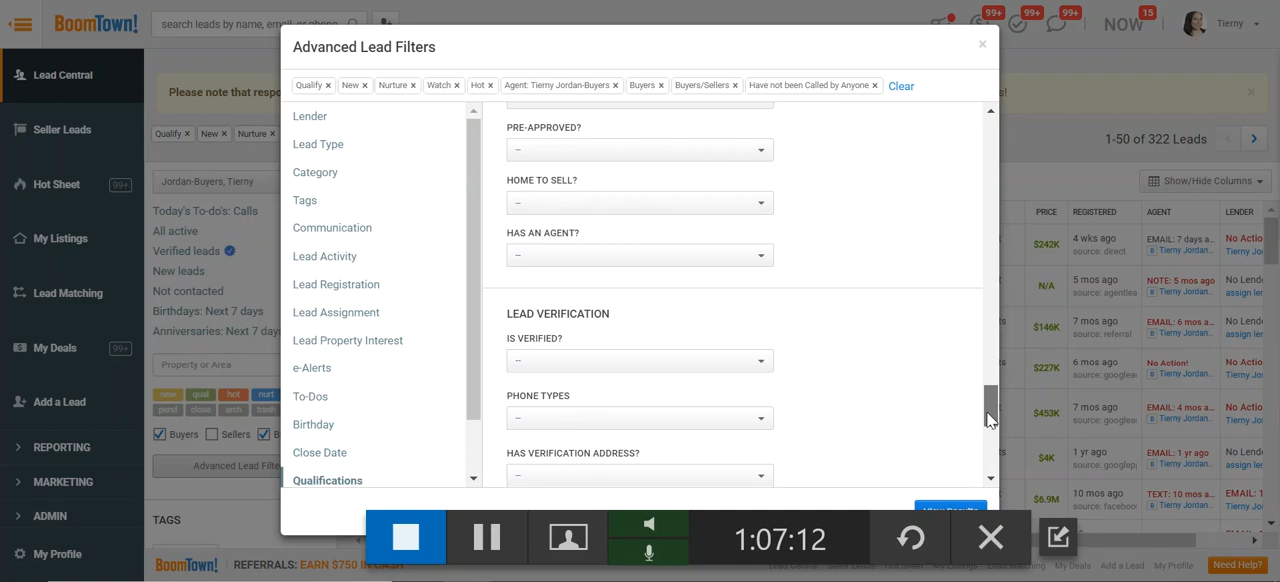 BoomTown!
search leads by name, email, or phone
99+
99+
99+
NOW
15
Tierny
Advanced Lead Filters
×
Qualify × New × Nurture × Watch × Hot × Agent: Tierny Jordan-Buyers × Buyers × Buyers/Sellers × Have not been Called by Anyone × Clear
Lead Central
Seller Leads
Hot Sheet 99+
My Listings
Lead Matching
My Deals 99+
Add a Lead
REPORTING
MARKETING
ADMIN
My Profile
Please note that
Qualify × New × Nurture ×
1-50 of 322 Leads
Show/Hide Columns
Jordan-Buyers, Tierny
Today's To-do's: Calls
All active
Verified leads
New leads
Not contacted
Birthdays: Next 7 days
Anniversaries: Next 7 day
Property or Area
new qual hot nurt
pend close arch trash
Buyers Sellers B
Advanced Lead Filte
TAGS
Lender
Lead Type
Category
Tags
Communication
Lead Activity
Lead Registration
Lead Assignment
Lead Property Interest
e-Alerts
To-Dos
Birthday
Close Date
Qualifications
PRE-APPROVED?
--
HOME TO SELL?
--
HAS AN AGENT?
--
LEAD VERIFICATION
IS VERIFIED?
--
PHONE TYPES
--
HAS VERIFICATION ADDRESS?
--
View Results
PRICE REGISTERED AGENT LENDER
$242K 4 wks ago EMAIL: 7 days a... No Actio
source: direct Tierny Jordan... Tierny Jo
N/A 5 mos ago NOTE: 5 mos ago No Lende
source: agentlea Tierny Jordan... assign ler
$146K 7 mos ago EMAIL: 6 mos a... No Lende
source: referral Tierny Jordan... assign ler
$227K 6 mos ago No Action! No Actio
source: googlea Tierny Jordan... Tierny Jo
$453K 7 mos ago EMAIL: 4 mos a... No Actio
source: googlea Tierny Jordan... Tierny Jo
$4K 1 yr ago EMAIL: 1 yr ago No Lende
source: googlep Tierny Jordan... assign ler
$6.9M 10 mos ago TEXT: 10 mos a... EMAIL: 1
source: facebool Tierny Jordan... Tierny Jo
1:07:12
BoomTown! REFERRALS: EARN $750 IN CASH
Lead Central Seller Leads Hot Sheet My Listings Lead Matching My Deals Add a Lead My Profile Need Help?